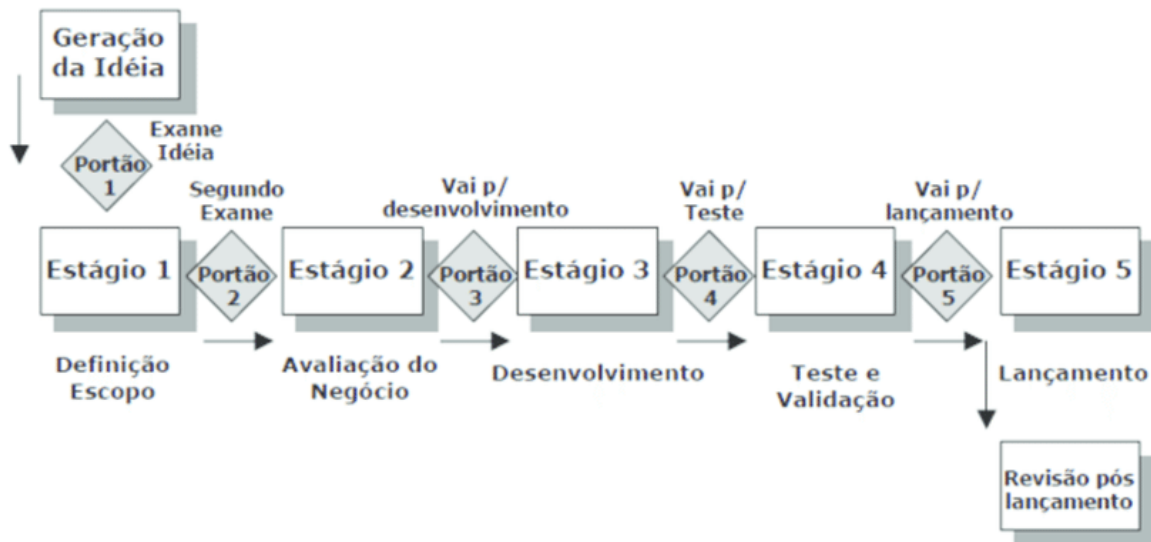 Geração
da Idéia
Exame
Idéia
Portão
1
Segundo
Exame
Vai p/
desenvolvimento
Vai p/
Teste
Vai p/
lançamento
Estágio 1
Portão
2
Estágio 2
Portão
3
Estágio 3
Portão
4
Estágio 4
Portão
5
Estágio 5
Definição
Escopo
Avaliação do
Negócio
Desenvolvimento
Teste e
Validação
Lançamento
Revisão pós
lançamento